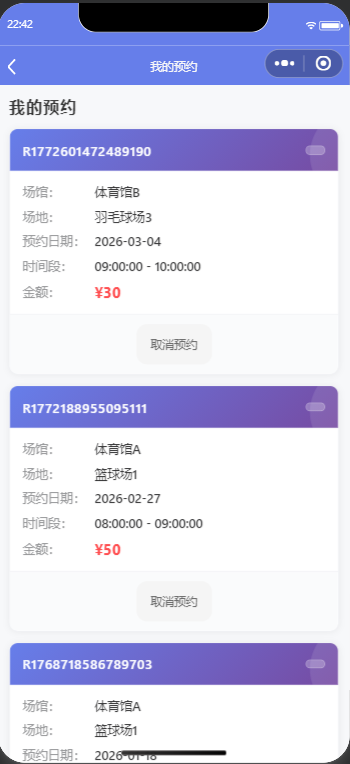 22:42
我的预约
我的预约
R1772601472489190
场馆： 体育馆B
场地： 羽毛球场3
预约日期： 2026-03-04
时间段： 09:00:00 - 10:00:00
金额： ¥30
取消预约
R1772188955095111
场馆： 体育馆A
场地： 篮球场1
预约日期： 2026-02-27
时间段： 08:00:00 - 09:00:00
金额： ¥50
取消预约
R1768718586789703
场馆： 体育馆A
场地： 篮球场1
预约日期： 2026-01-18